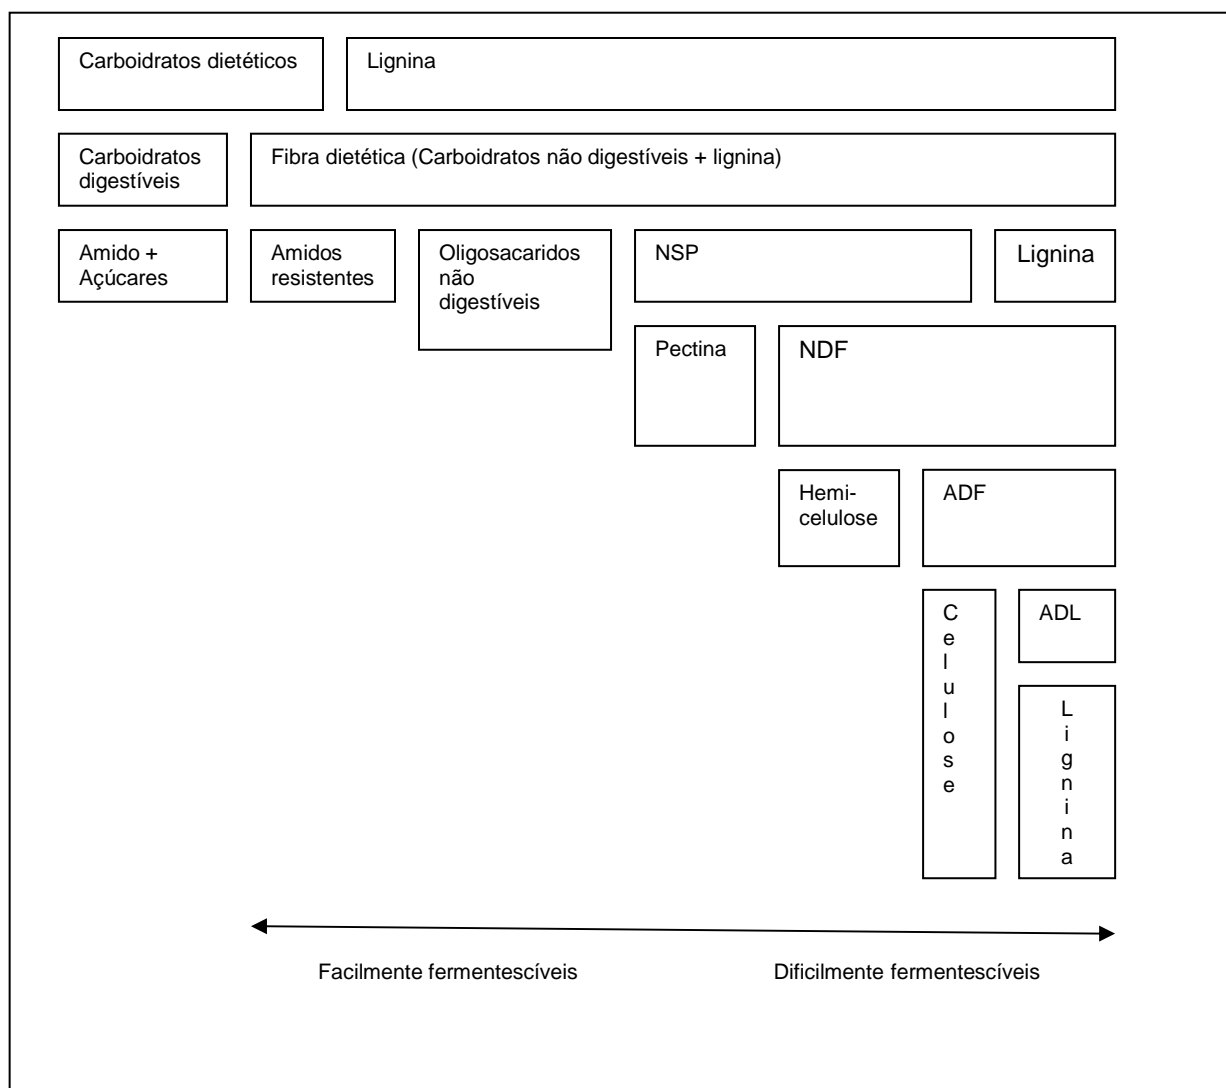 Carboidratos dietéticos
Lignina
Carboidratos
digestíveis
Fibra dietética (Carboidratos não digestíveis + lignina)
Amido +
Açúcares
Amidos
resistentes
Oligosacaridos
não
digestíveis
NSP
Lignina
Pectina
NDF
Hemi-
celulose
ADF
C
e
l
u
l
o
s
e
ADL
L
i
g
n
i
n
a
Facilmente fermentescíveis
Dificilmente fermentescíveis